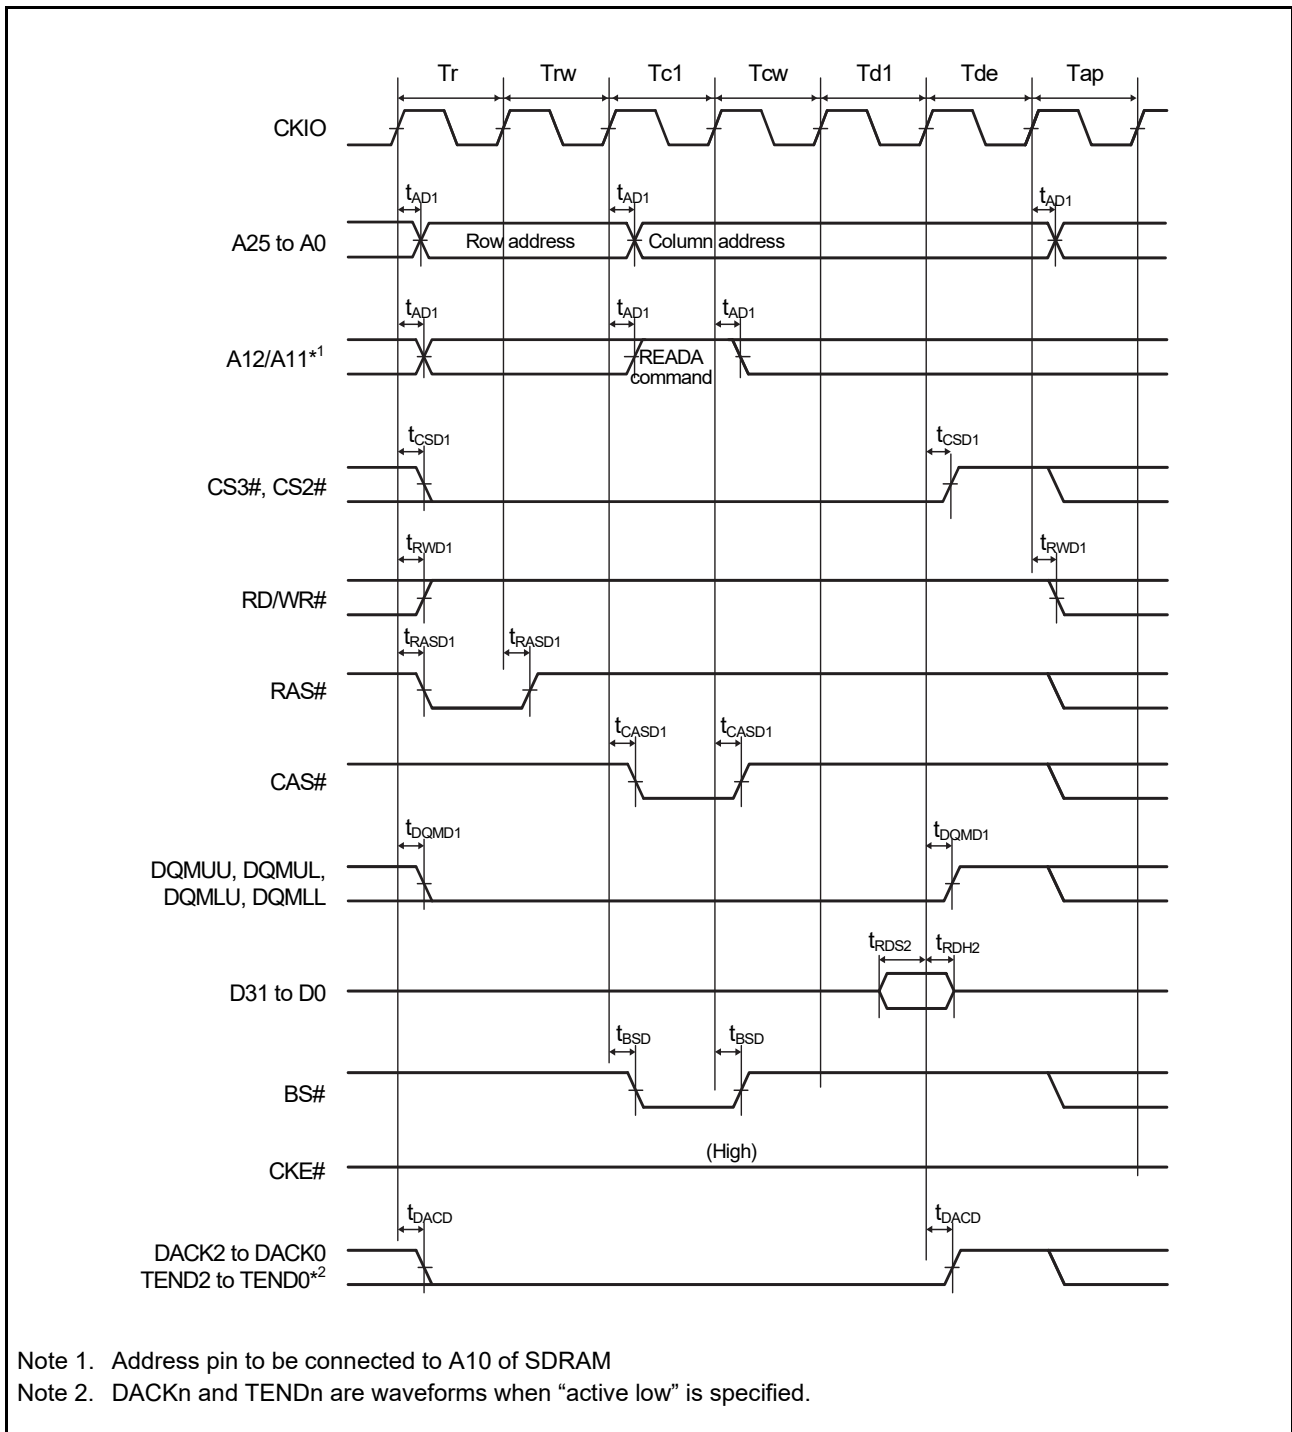 Tr Trw Tc1 Tcw Td1 Tde Tap
CKIO
tAD1 tAD1 tAD1
A25 to A0 Row address Column address
tAD1 tAD1 tAD1
A12/A11*1 READA
command
tCSD1 tCSD1
CS3#, CS2#
tRWD1 tRWD1
RD/WR#
tRASD1 tRASD1
RAS#
tCASD1 tCASD1
CAS#
tDQMD1 tDQMD1
DQMUU, DQMUL,
DQMLU, DQMLL
tRDS2 tRDH2
D31 to D0
tBSD tBSD
BS#
(High)
CKE#
tDACD tDACD
DACK2 to DACK0
TEND2 to TEND0*2
Note 1. Address pin to be connected to A10 of SDRAM
Note 2. DACKn and TENDn are waveforms when “active low” is specified.